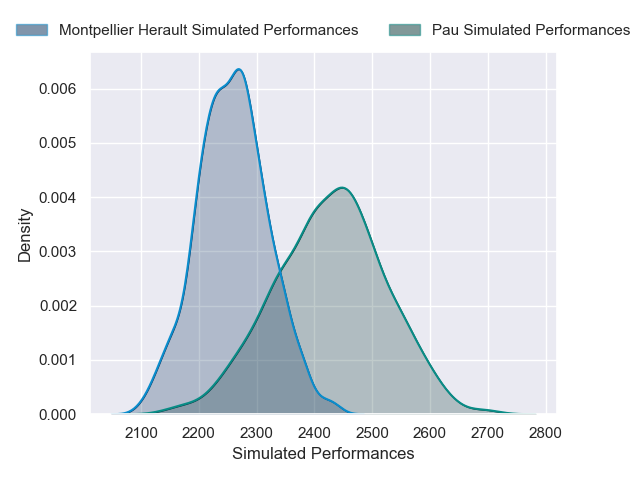 Montpellier Herault Simulated Performances Pau Simulated Performances
0.006
0.005
0.004
0.003
0.002
0.001
0.000
Density
2100 2200 2300 2400 2500 2600 2700 2800
Simulated Performances